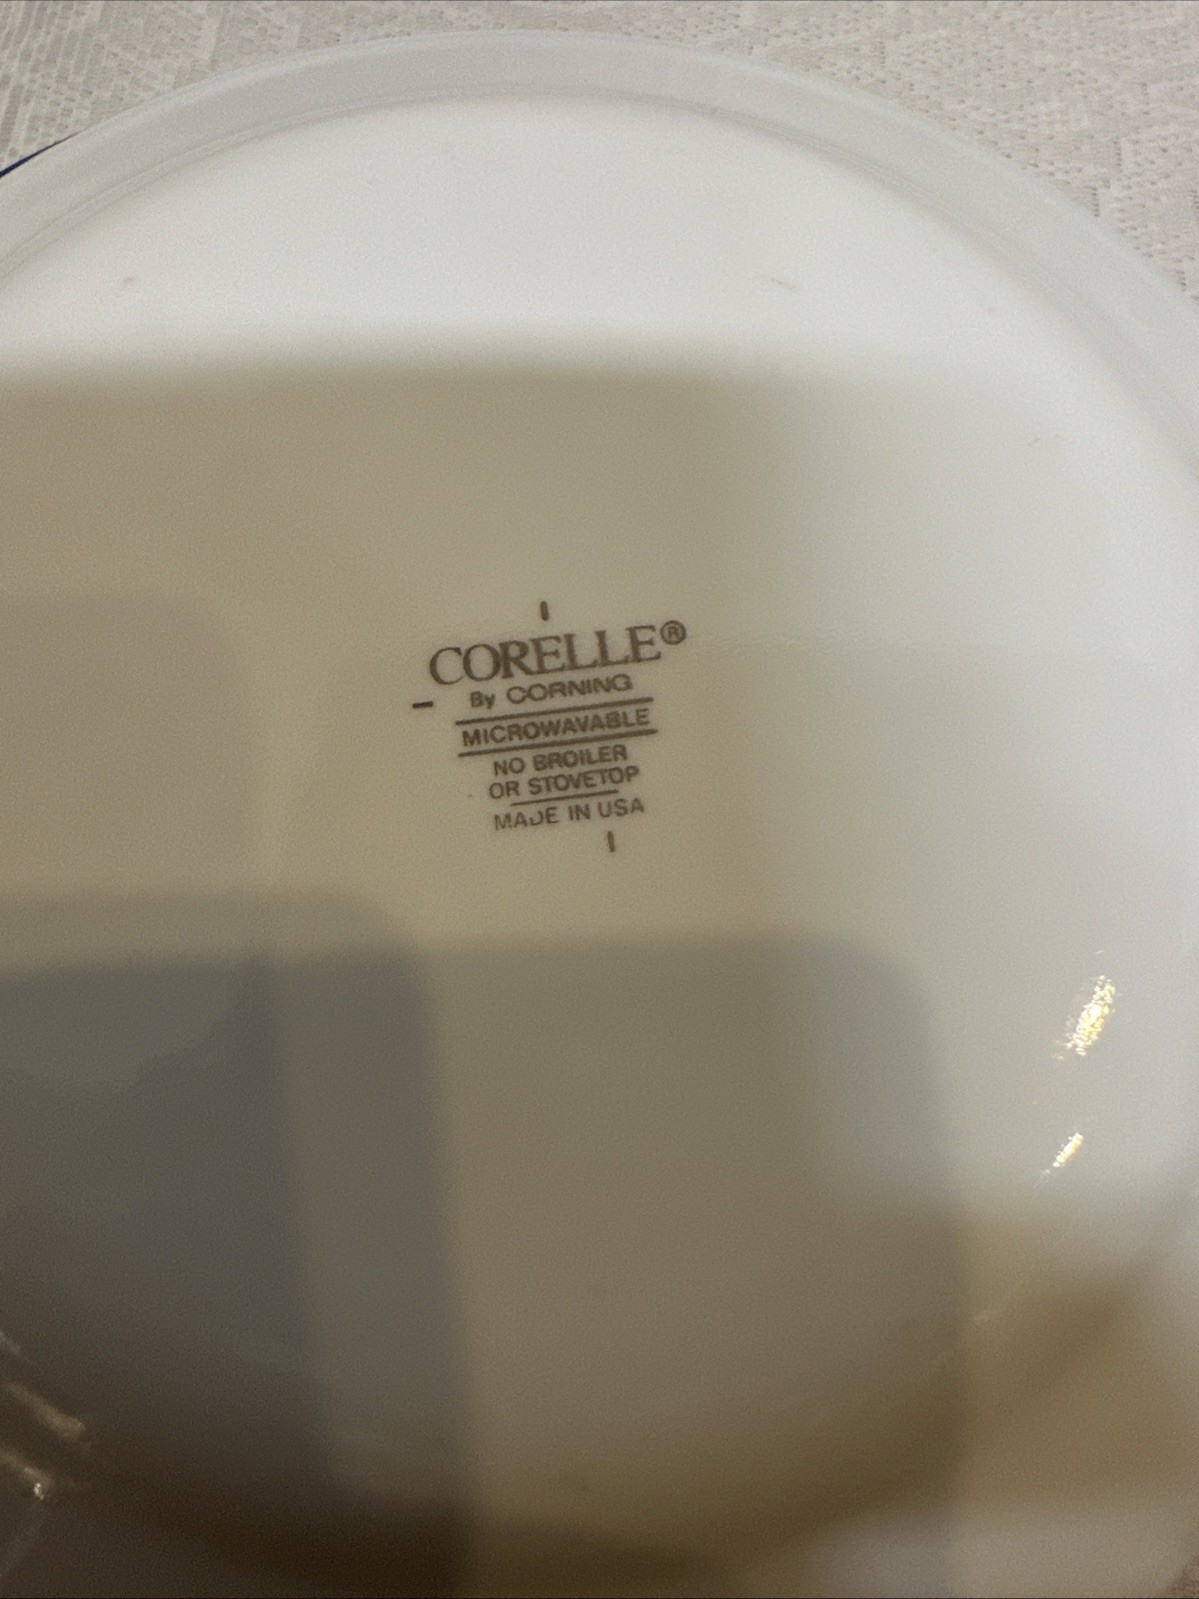 CORELLE®
By CORNING
MICROWAVABLE
NO BROILER
OR STOVETOP
MADE IN USA